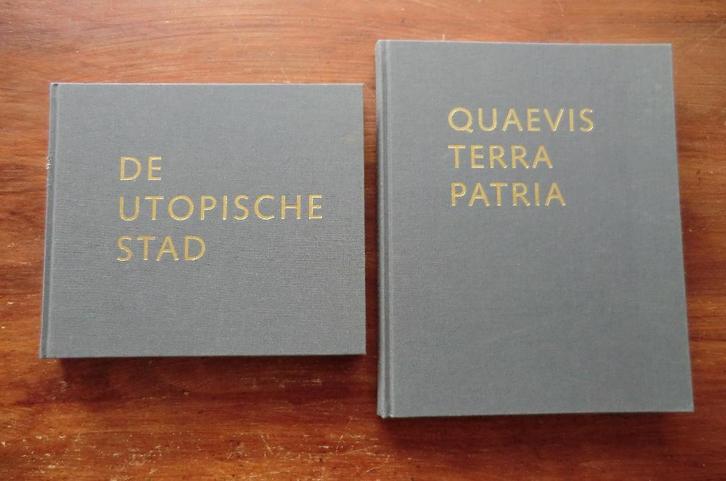 DE
UTOPISCHE
STAD
QUAEVIS
TERRA
PATRIA